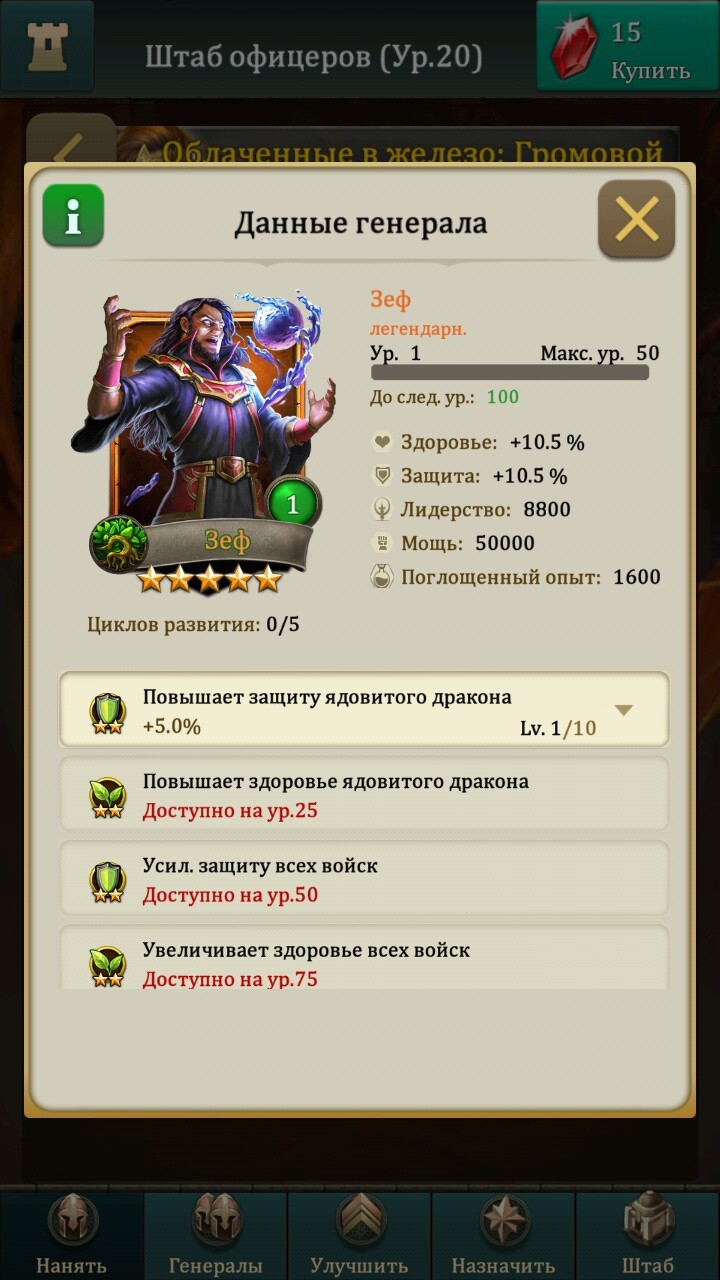 Штаб офицеров (Ур.20)
15
Купить
Облаченные в железо: Громовой
Данные генерала
Зеф
легендарн.
Ур. 1 Макс. ур. 50
До след. ур.: 100
Здоровье: +10.5 %
Защита: +10.5 %
Лидерство: 8800
Мощь: 50000
Поглощенный опыт: 1600
1
Зеф
Циклов развития: 0/5
Повышает защиту ядовитого дракона
+5.0% Lv. 1/10
Повышает здоровье ядовитого дракона
Доступно на ур.25
Усил. защиту всех войск
Доступно на ур.50
Увеличивает здоровье всех войск
Доступно на ур.75
Нанять Генералы Улучшить Назначить Штаб